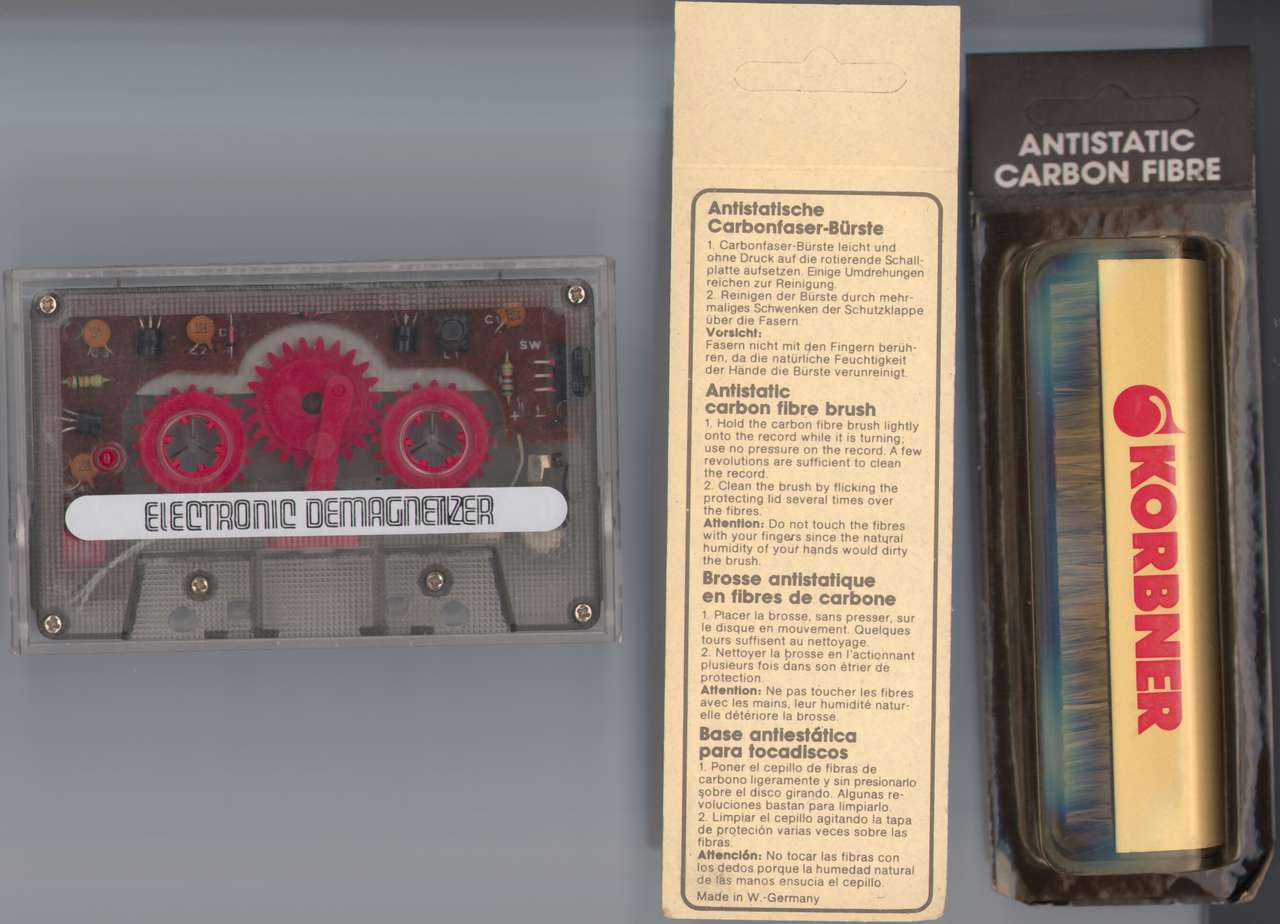 104
C1
104
C2
D2
L1
C3
SW
ELECTRONIC DEMAGNETIZER
Antistatische
Carbonfaser-Bürste
1. Carbonfaser-Bürste leicht und
ohne Druck auf die rotierende Schall-
platte aufsetzen. Einige Umdrehungen
reichen zur Reinigung.
2. Reinigen der Bürste durch mehr-
maliges Schwenken der Schutzklappe
über die Fasern.
Vorsicht:
Fasern nicht mit den Fingern berüh-
ren, da die natürliche Feuchtigkeit
der Hände die Bürste verunreinigt.
Antistatic
carbon fibre brush
1. Hold the carbon fibre brush lightly
onto the record while it is turning;
use no pressure on the record. A few
revolutions are sufficient to clean
the record.
2. Clean the brush by flicking the
protecting lid several times over
the fibres.
Attention: Do not touch the fibres
with your fingers since the natural
humidity of your hands would dirty
the brush.
Brosse antistatique
en fibres de carbone
1. Placer la brosse, sans presser, sur
le disque en mouvement. Quelques
tours suffisent au nettoyage.
2. Nettoyer la brosse en l'actionnant
plusieurs fois dans son étrier de
protection.
Attention: Ne pas toucher les fibres
avec les mains, leur humidité natur-
elle détériore la brosse.
Base antiestática
para tocadiscos
1. Poner el cepillo de fibras de
carbono ligeramente y sin presionarlo
sobre el disco girando. Algunas re-
voluciones bastan para limpiarlo.
2. Limpiar el cepillo agitando la tapa
de proteción varias veces sobre las
fibras.
Attención: No tocar las fibras con
los dedos porque la humedad natural
de las manos ensucia el cepillo.
Made in W.-Germany
ANTISTATIC
CARBON FIBRE
KORBNER